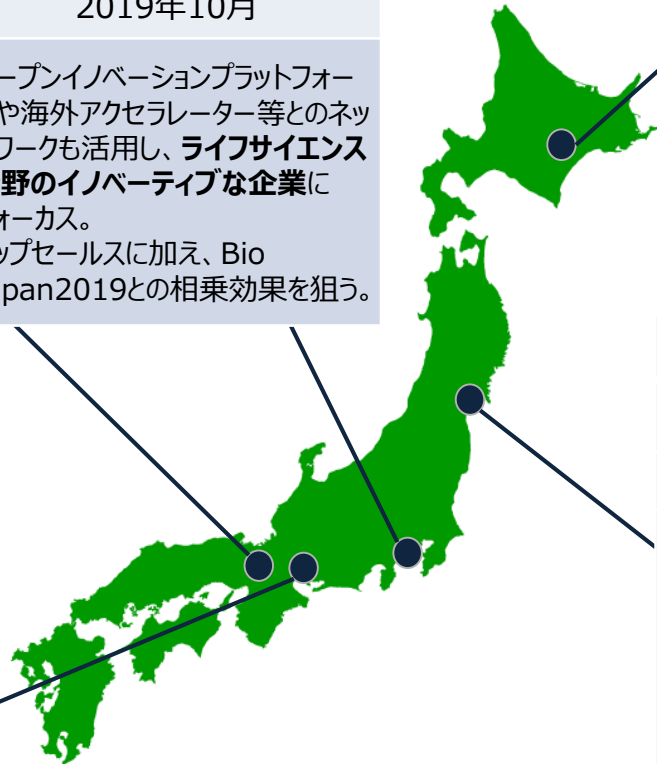 2019年10月
ープンイノベーションプラットフォー
や海外アクセラレーター等とのネッ
ワークも活用し、ライフサイエンス
野のイノベーティブな企業に
ォーカス。
ップセールスに加え、Bio
pan2019との相乗効果を狙う。